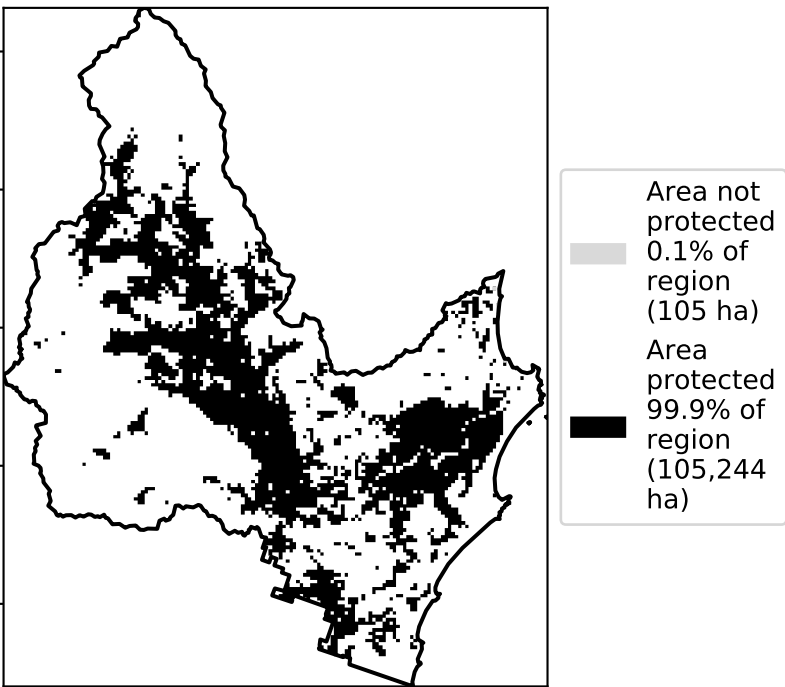 Area not
protected
0.1% of
region
(105 ha)
Area
protected
99.9% of
region
(105,244
ha)